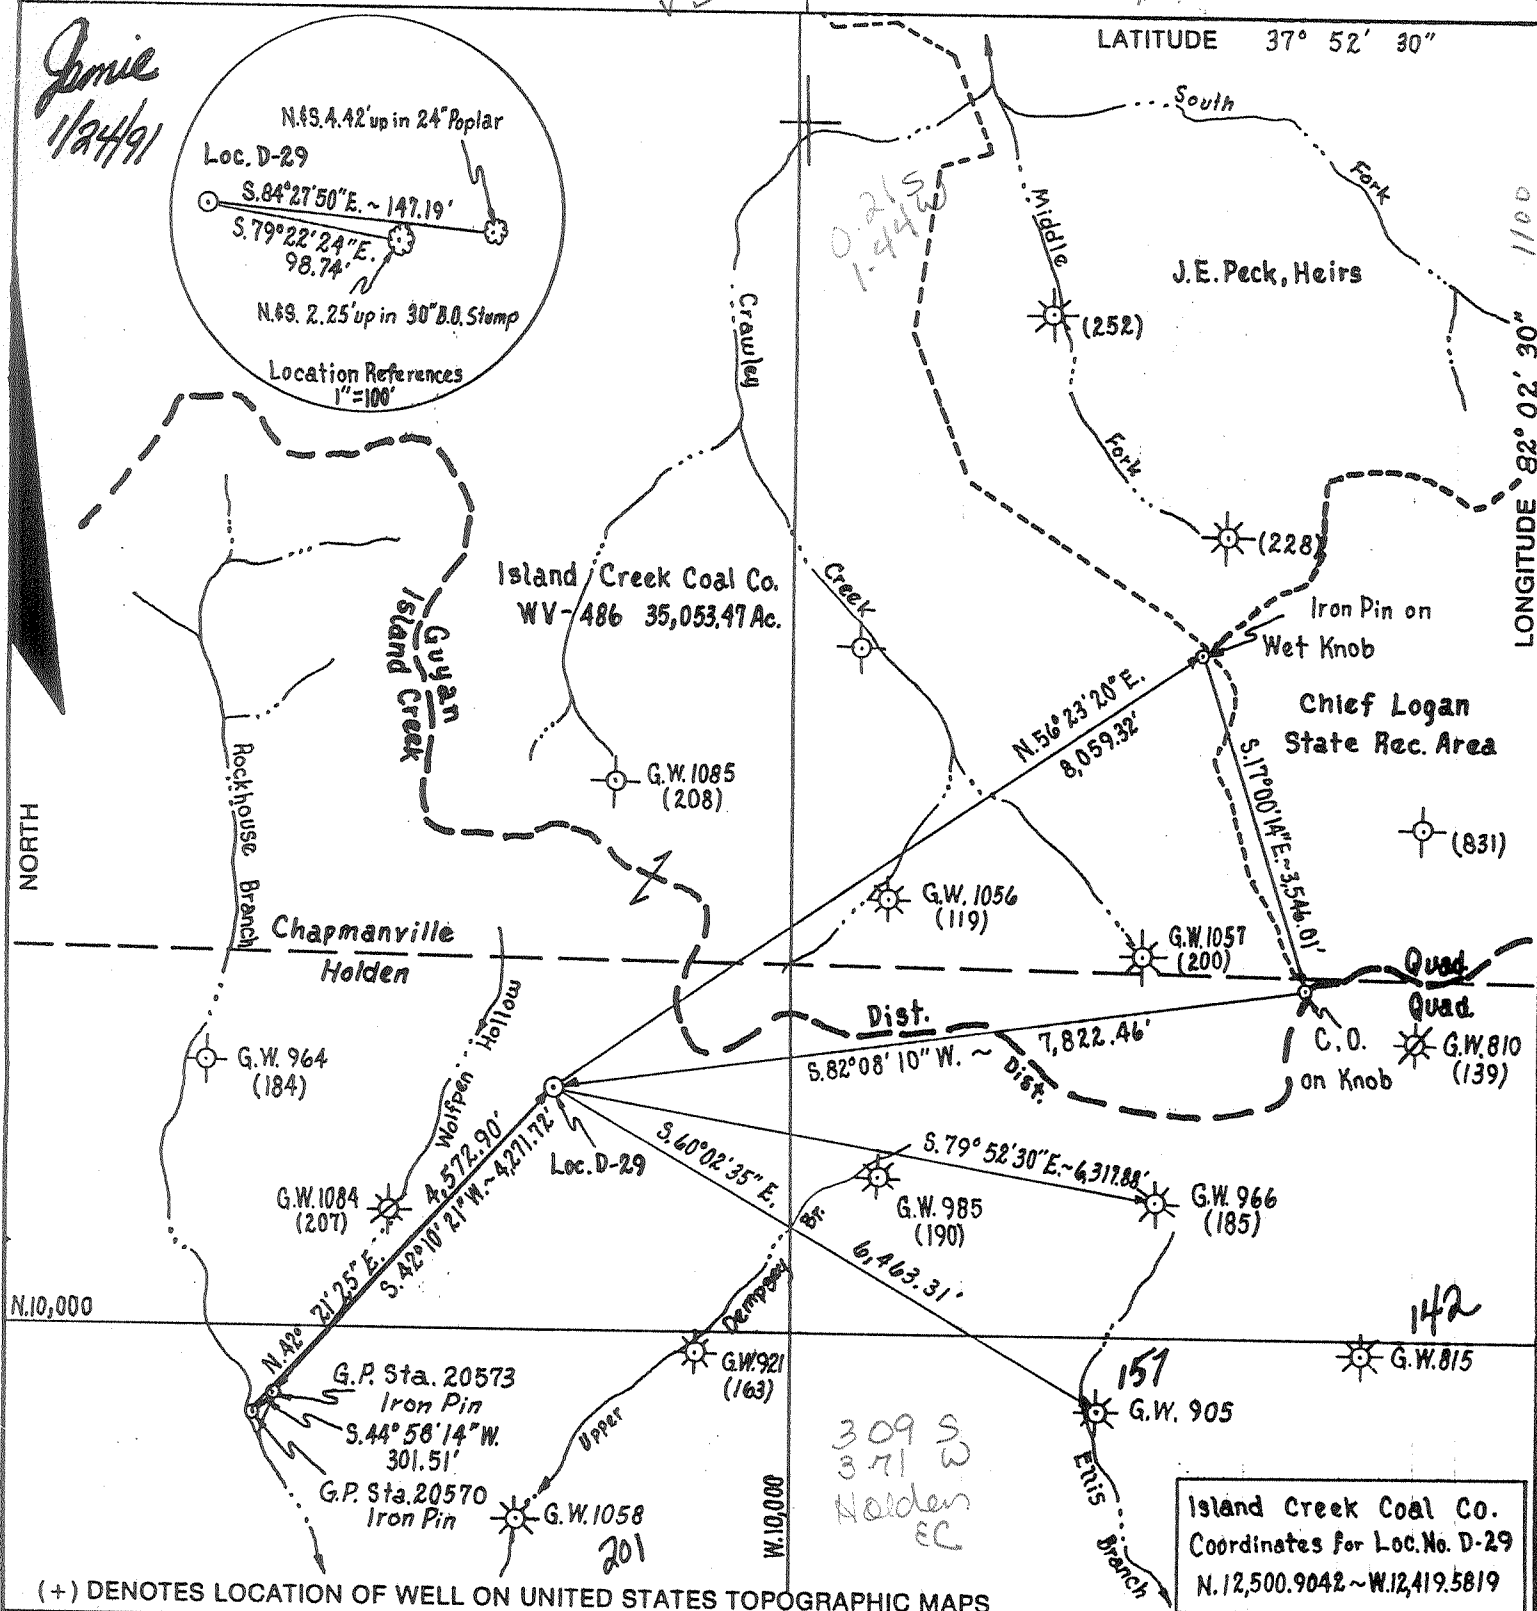 LATITUDE 37° 52' 30"
Jamie
1/24/91
N.&S. 4.42' up in 24" Poplar
Loc. D-29
S.84°27'50"E. ~ 147.19'
S.79°22'24"E.
98.74'
N.&S. 2.25' up in 30" B.O. Stump
Location References
1"=100'
0.21 S
1.44 W
South
Fork
Middle
Fork
J.E. Peck, Heirs
1100
LONGITUDE 82° 02' 30"
(252)
(228)
Crawley
Creek
Island Creek Coal Co.
WV-486 35,053.47 Ac.
Guyan
Island Creek
Iron Pin on
Wet Knob
Chief Logan
State Rec. Area
N.56°23'20"E.
8,059.32'
S.17°00'14"E.~3,546.01'
(831)
G.W. 1085
(208)
Rockhouse Branch
NORTH
G.W. 1056
(119)
G.W. 1057
(200)
Chapmanville
Holden
Quad.
Quad.
Dist.
Dist.
7,822.46'
S.82°08'10"W. ~
C.O.
on Knob
G.W. 810
(139)
G.W. 964
(184)
Wolfpen Hollow
Loc. D-29
4,572.90'
N.42° 21' 25" E.
S.42°10'21"W.~4,271.72'
S.60°02'35"E.
6,463.31'
S.79°52'30"E.~6,317.88'
G.W. 1084
(207)
G.W. 985
(190)
G.W. 966
(185)
N.10,000
Upper Dempsey Br.
G.W. 921
(163)
142
G.W. 815
157
G.W. 905
G.P. Sta. 20573
Iron Pin
S.44°58'14"W.
301.51'
G.P. Sta. 20570
Iron Pin
G.W. 1058
201
W.10,000
3.09 S
3.71 W
Holden
EC
Ellis Branch
Island Creek Coal Co.
Coordinates for Loc. No. D-29
N.12,500.9042~W.12,419.5819
(+) DENOTES LOCATION OF WELL ON UNITED STATES TOPOGRAPHIC MAPS